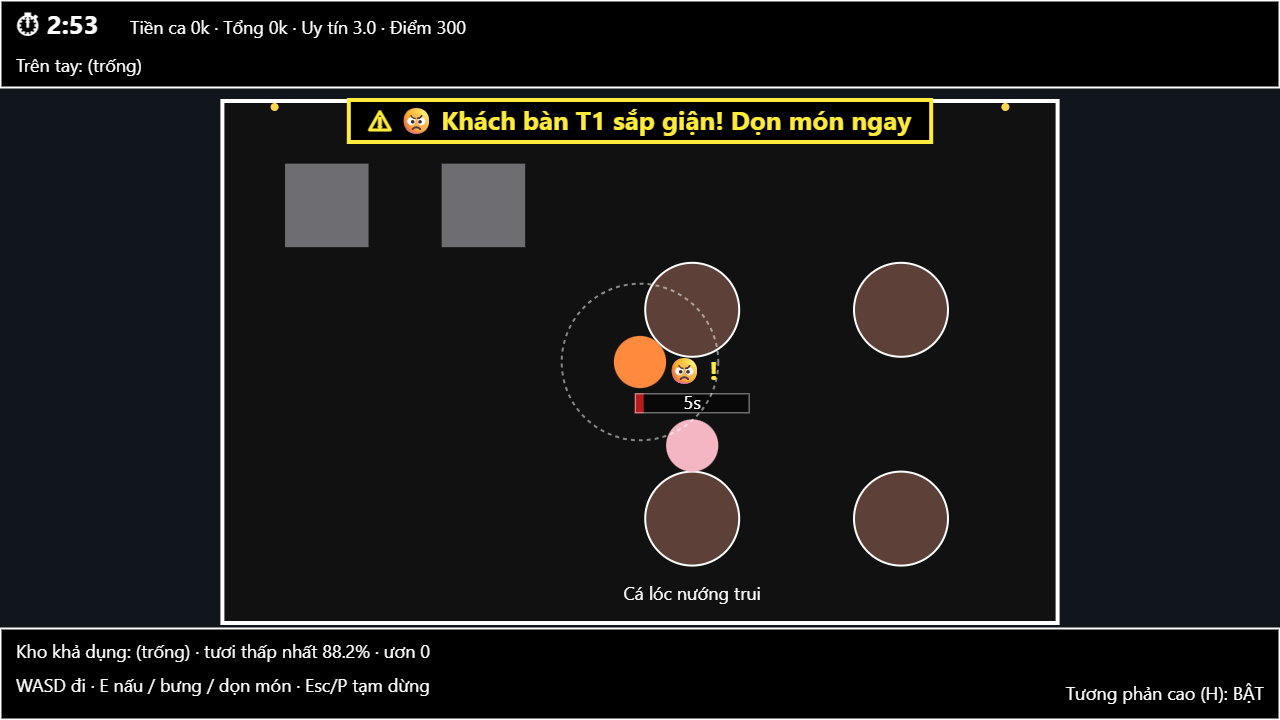 ⏱ 2:53 Tiền ca 0k · Tổng 0k · Uy tín 3.0 · Điểm 300
Trên tay: (trống)
⚠ 😡 Khách bàn T1 sắp giận! Dọn món ngay
😡 !
5s
Cá lóc nướng trui
Kho khả dụng: (trống) · tươi thấp nhất 88.2% · ươn 0
WASD đi · E nấu / bưng / dọn món · Esc/P tạm dừng
Tương phản cao (H): BẬT